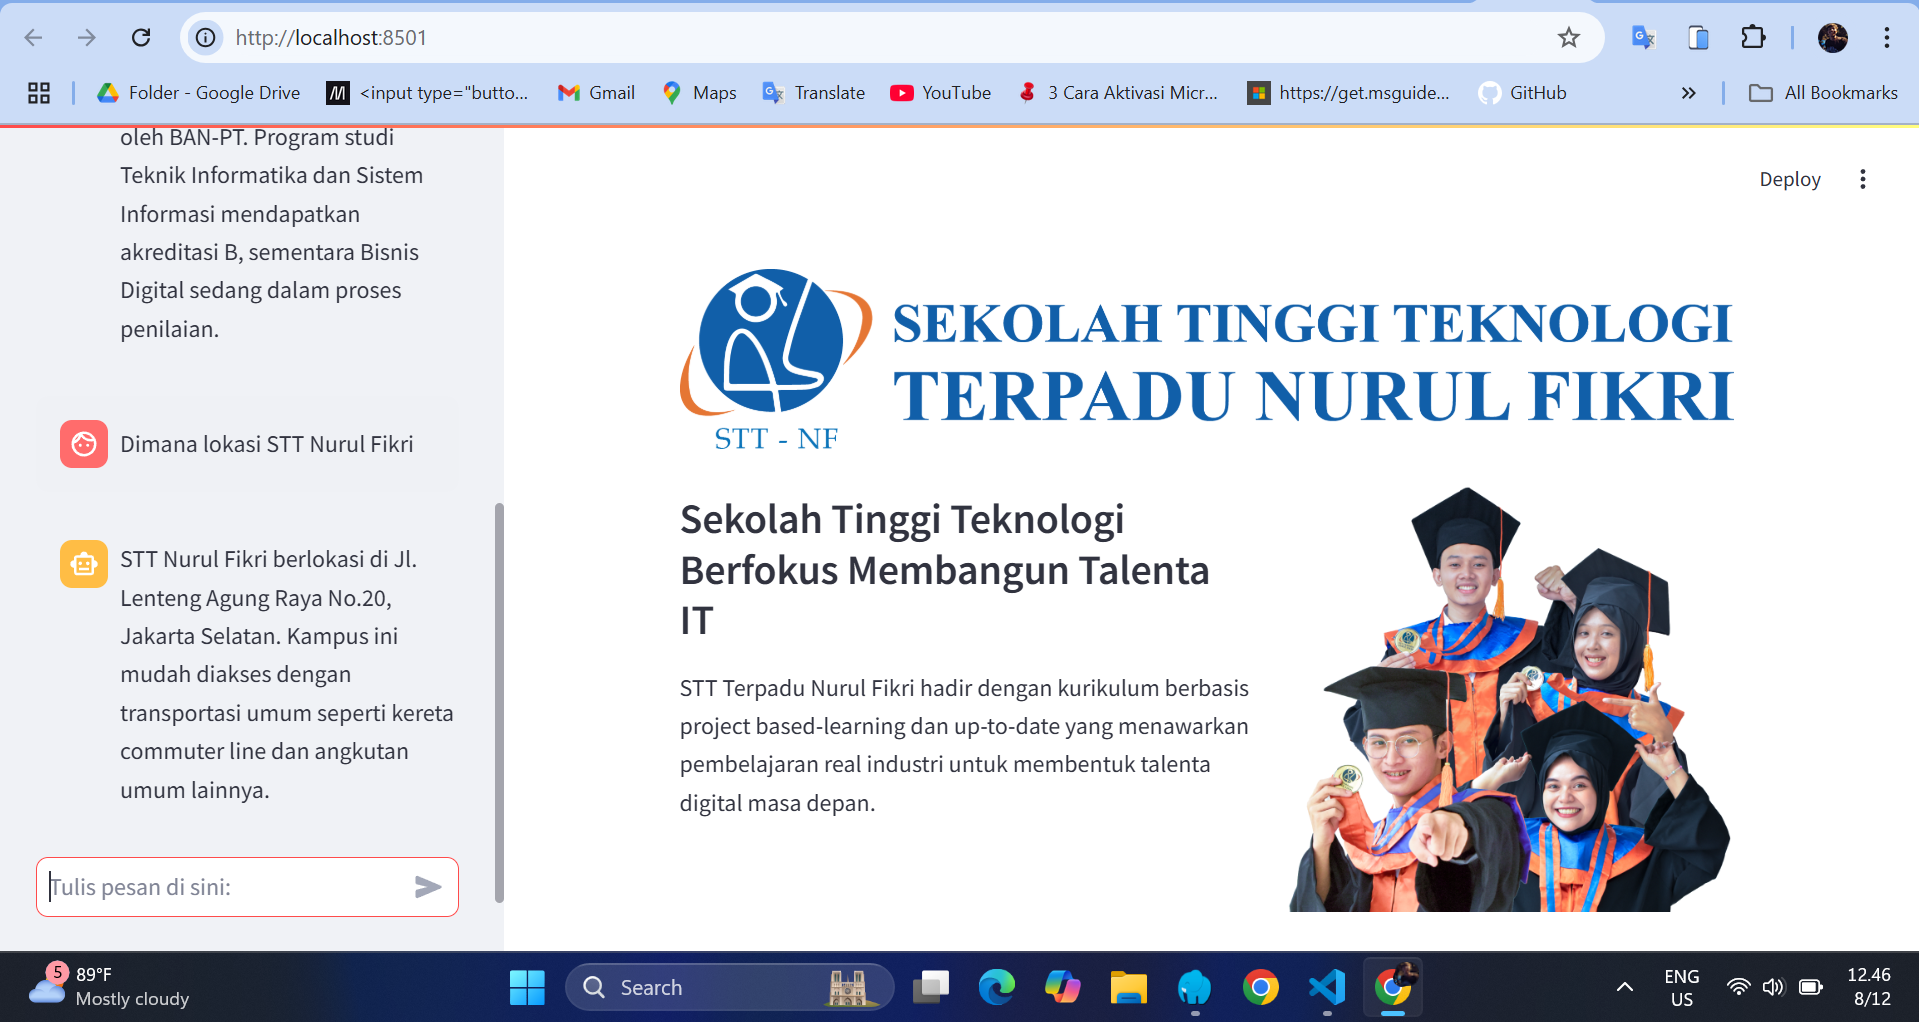 http://localhost:8501
Folder - Google Drive
<input type="butto...
Gmail
Maps
Translate
YouTube
3 Cara Aktivasi Micr...
https://get.msguide...
GitHub
All Bookmarks
oleh BAN-PT. Program studi
Teknik Informatika dan Sistem
Informasi mendapatkan
akreditasi B, sementara Bisnis
Digital sedang dalam proses
penilaian.
Dimana lokasi STT Nurul Fikri
STT Nurul Fikri berlokasi di Jl.
Lenteng Agung Raya No.20,
Jakarta Selatan. Kampus ini
mudah diakses dengan
transportasi umum seperti kereta
commuter line dan angkutan
umum lainnya.
Tulis pesan di sini:
Deploy
SEKOLAH TINGGI TEKNOLOGI
TERPADU NURUL FIKRI
STT - NF
Sekolah Tinggi Teknologi
Berfokus Membangun Talenta
IT
STT Terpadu Nurul Fikri hadir dengan kurikulum berbasis
project based-learning dan up-to-date yang menawarkan
pembelajaran real industri untuk membentuk talenta
digital masa depan.
5
89°F
Mostly cloudy
Search
ENG
US
12.46
8/12